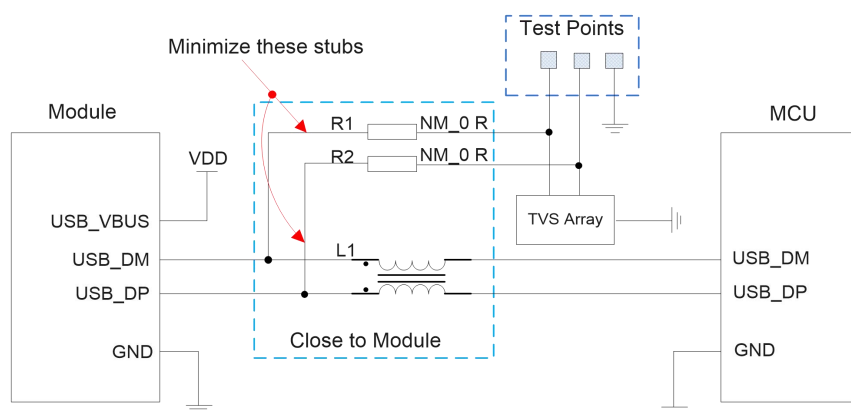 Test Points
Minimize these stubs
Module
MCU
R1
NM_0 R
R2
NM_0 R
VDD
TVS Array
USB_VBUS
USB_DM
L1
USB_DM
USB_DP
USB_DP
Close to Module
GND
GND